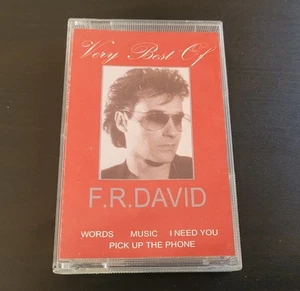 Very Best Of
F.R.DAVID
WORDS MUSIC I NEED YOU
PICK UP THE PHONE